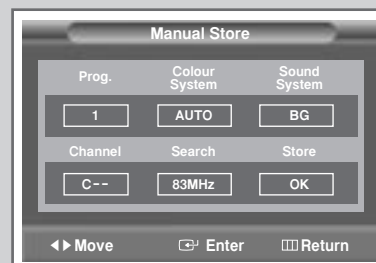 Manual Store
Prog. Colour System Sound System
1 AUTO BG
Channel Search Store
C-- 83MHz OK
Move Enter Return